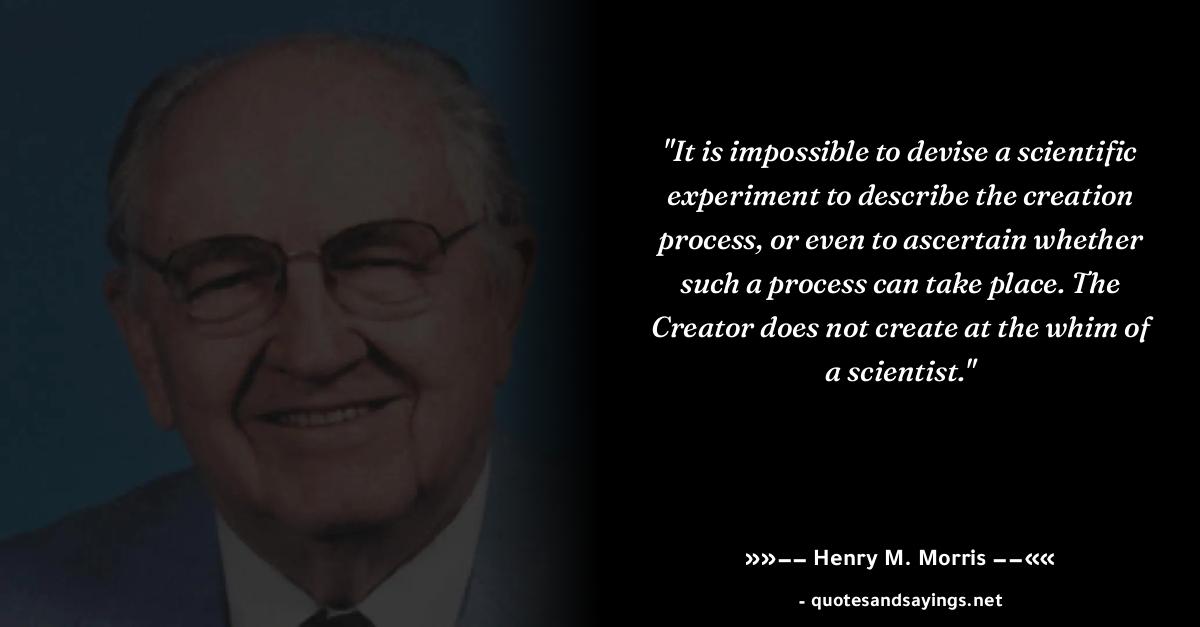 "It is impossible to devise a scientific
experiment to describe the creation
process, or even to ascertain whether
such a process can take place. The
Creator does not create at the whim of
a scientist."
»»–– Henry M. Morris ––««
- quotesandsayings.net